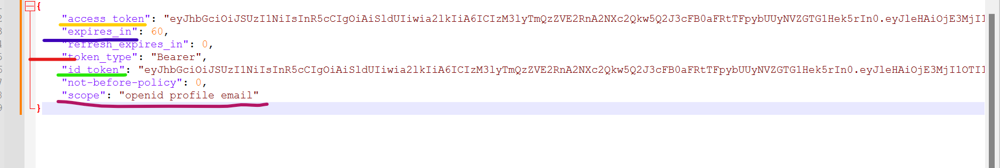 {
"access_token": "eyJhbGciOiJSUzI1NiIsInR5cCIgOiAiSldUIiwia2lkIiA6ICIzM3lyTmQzZVE2RnA2NXc2Qkw5Q2J3cFB0aFRtTFpybUUyNVZGTG1Hek5rIn0.eyJleHAiOjE3MjI1
"expires_in": 60,
"refresh_expires_in": 0,
"token_type": "Bearer",
"id_token": "eyJhbGciOiJSUzI1NiIsInR5cCIgOiAiSldUIiwia2lkIiA6ICIzM3lyTmQzZVE2RnA2NXc2Qkw5Q2J3cFB0aFRtTFpybUUyNVZGTG1Hek5rIn0.eyJleHAiOjE3MjI1OTI1
"not-before-policy": 0,
"scope": "openid profile email"
}